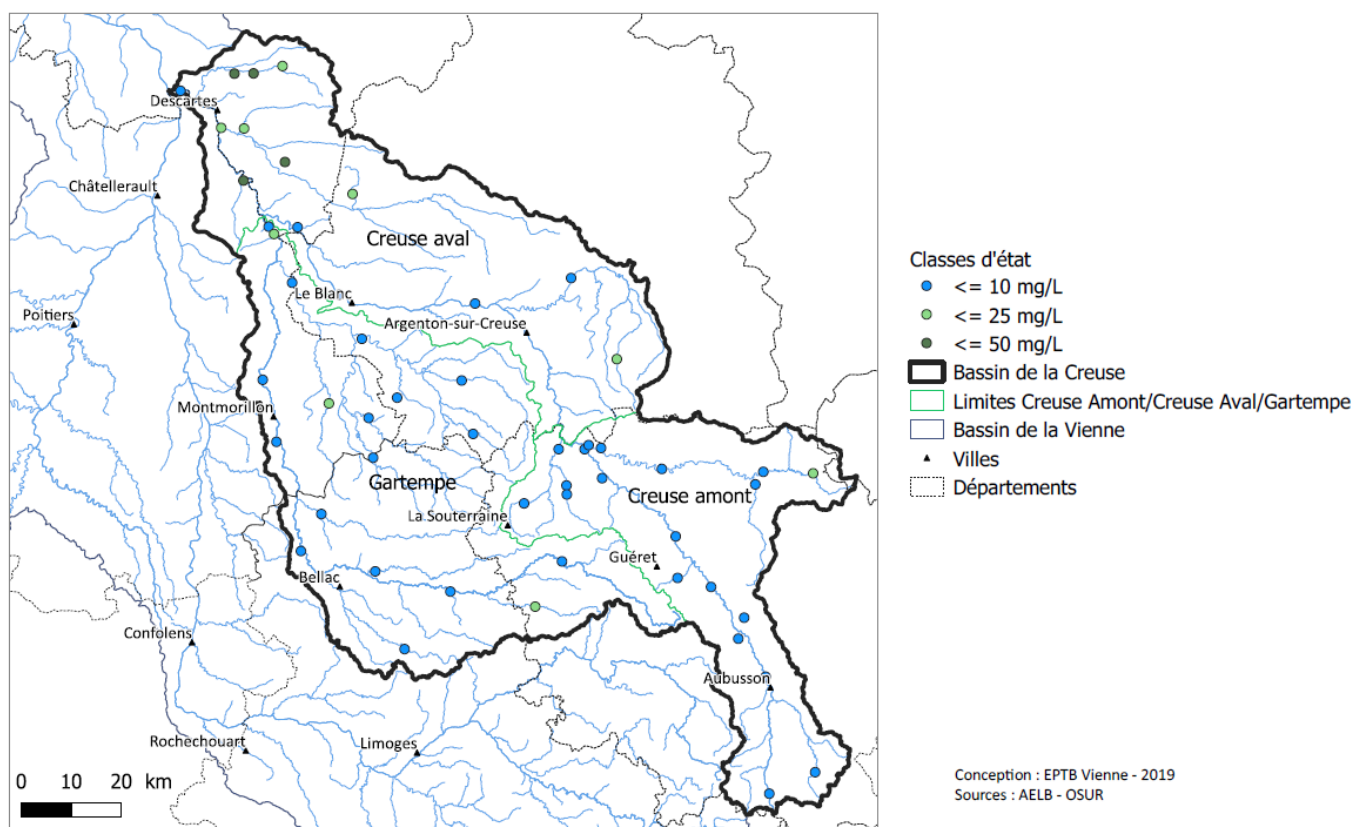 Descartes
Châtellerault
Creuse aval
Le Blanc
Poitiers
Argenton-sur-Creuse
Montmorillon
Gartempe
Creuse amont
La Souterraine
Guéret
Bellac
Confolens
Aubusson
Rochechouart
Limoges
0 10 20 km
Classes d'état
<= 10 mg/L
<= 25 mg/L
<= 50 mg/L
Bassin de la Creuse
Limites Creuse Amont/Creuse Aval/Gartempe
Bassin de la Vienne
Villes
Départements
Conception : EPTB Vienne - 2019
Sources : AELB - OSUR